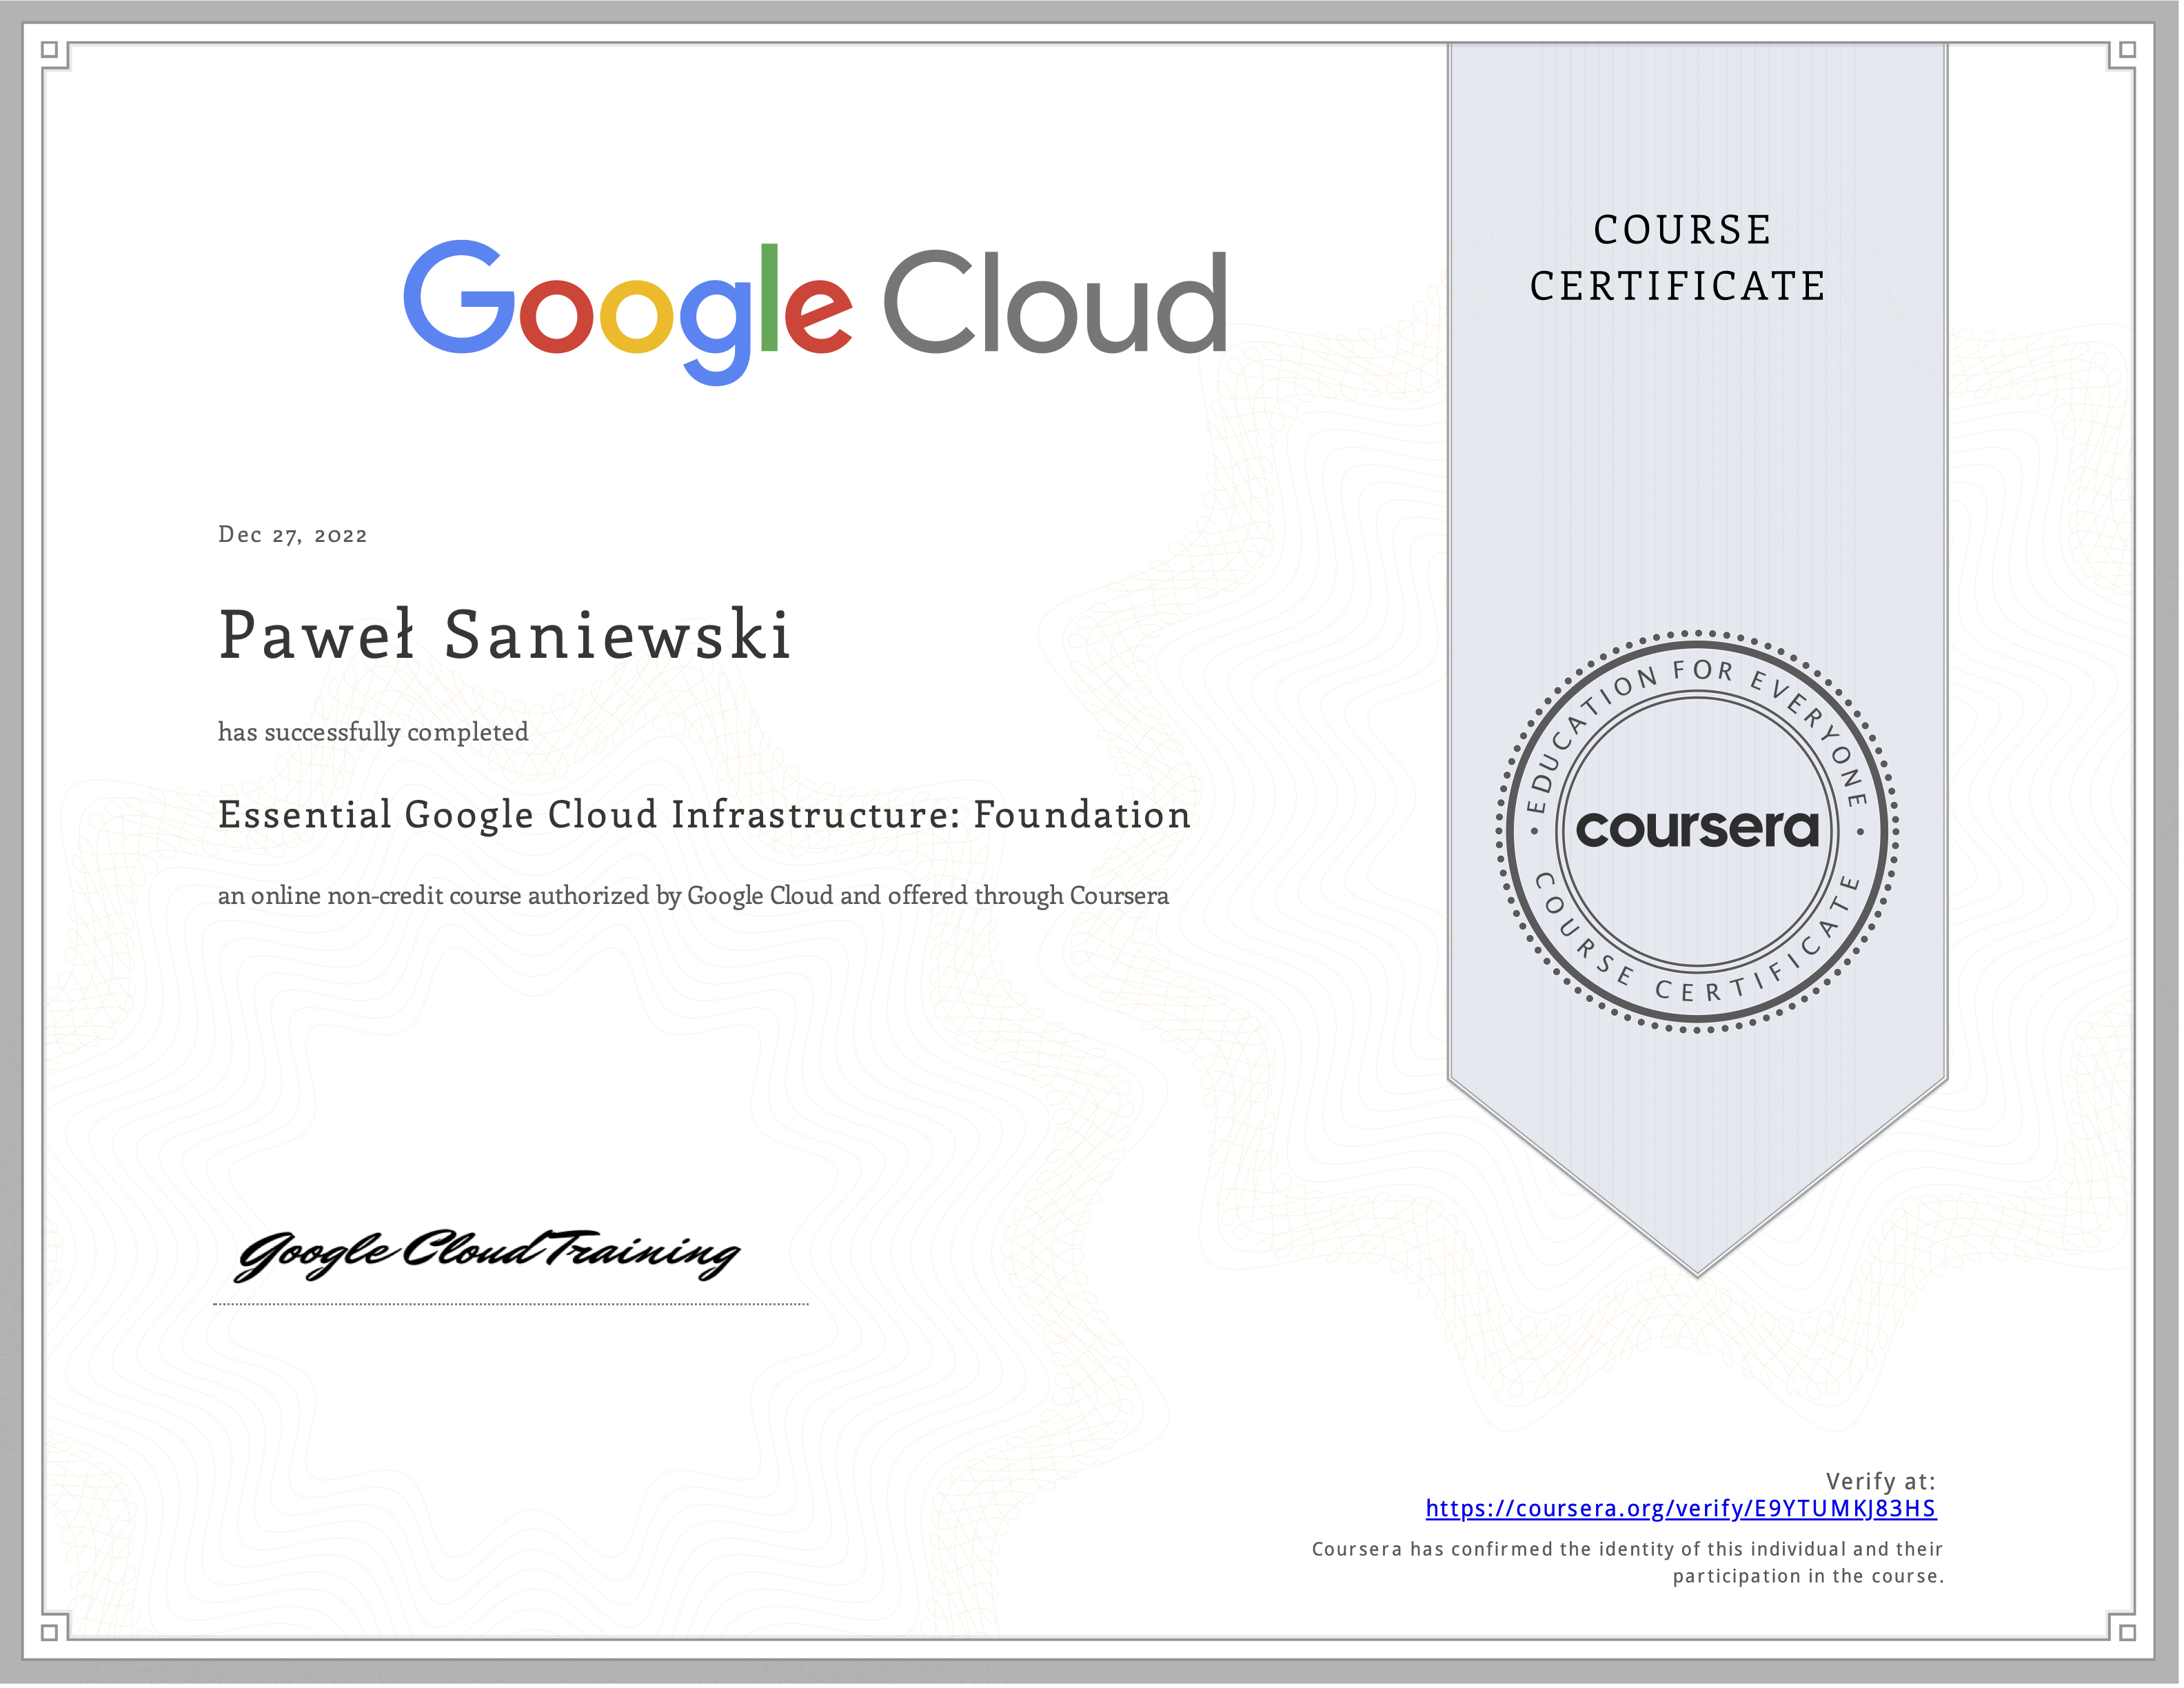 Google Cloud
COURSE
CERTIFICATE
Dec 27, 2022
Paweł Saniewski
has successfully completed
Essential Google Cloud Infrastructure: Foundation
an online non-credit course authorized by Google Cloud and offered through Coursera
EDUCATION FOR EVERYONE
coursera
COURSE CERTIFICATE
Google Cloud Training
Verify at:
https://coursera.org/verify/E9YTUMKJ83HS
Coursera has confirmed the identity of this individual and their
participation in the course.